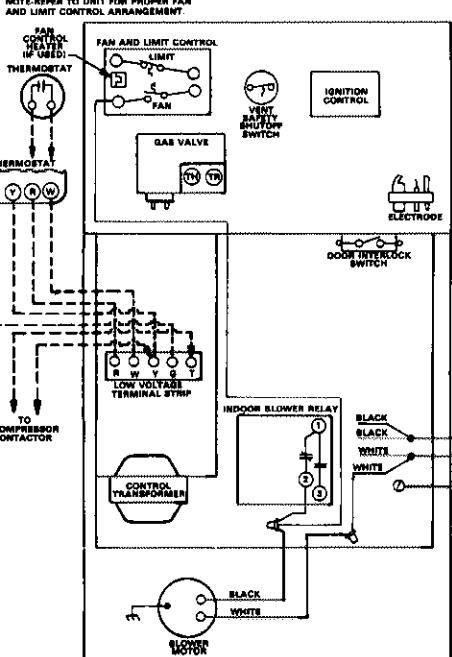 NOTE-REFER TO UNIT FOR PROPER FAN
AND LIMIT CONTROL ARRANGEMENT.
FAN
CONTROL
HEATER
(IF USED)
THERMOSTAT
FAN AND LIMIT CONTROL
LIMIT
FAN
VENT
SAFETY
SHUTOFF
SWITCH
IGNITION
CONTROL
GAS VALVE
TH TR
HERMOSTAT
Y R W
ELECTRODE
DOOR INTERLOCK
SWITCH
R W Y G T
LOW VOLTAGE
TERMINAL STRIP
TO
OMPRESSOR
ONTACTOR
INDOOR BLOWER RELAY
1
2
3
BLACK
BLACK
WHITE
WHITE
CONTROL
TRANSFORMER
BLACK
WHITE
BLOWER
MOTOR